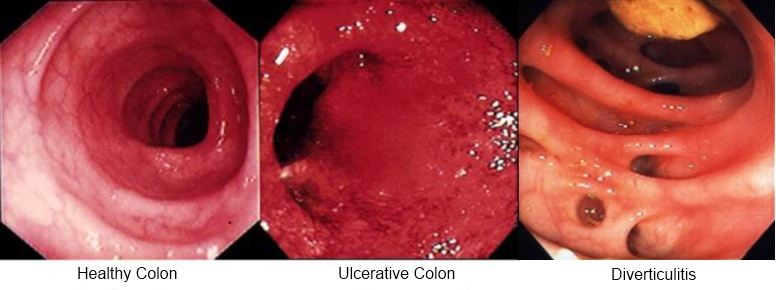 Healthy Colon
Ulcerative Colon
Diverticulitis